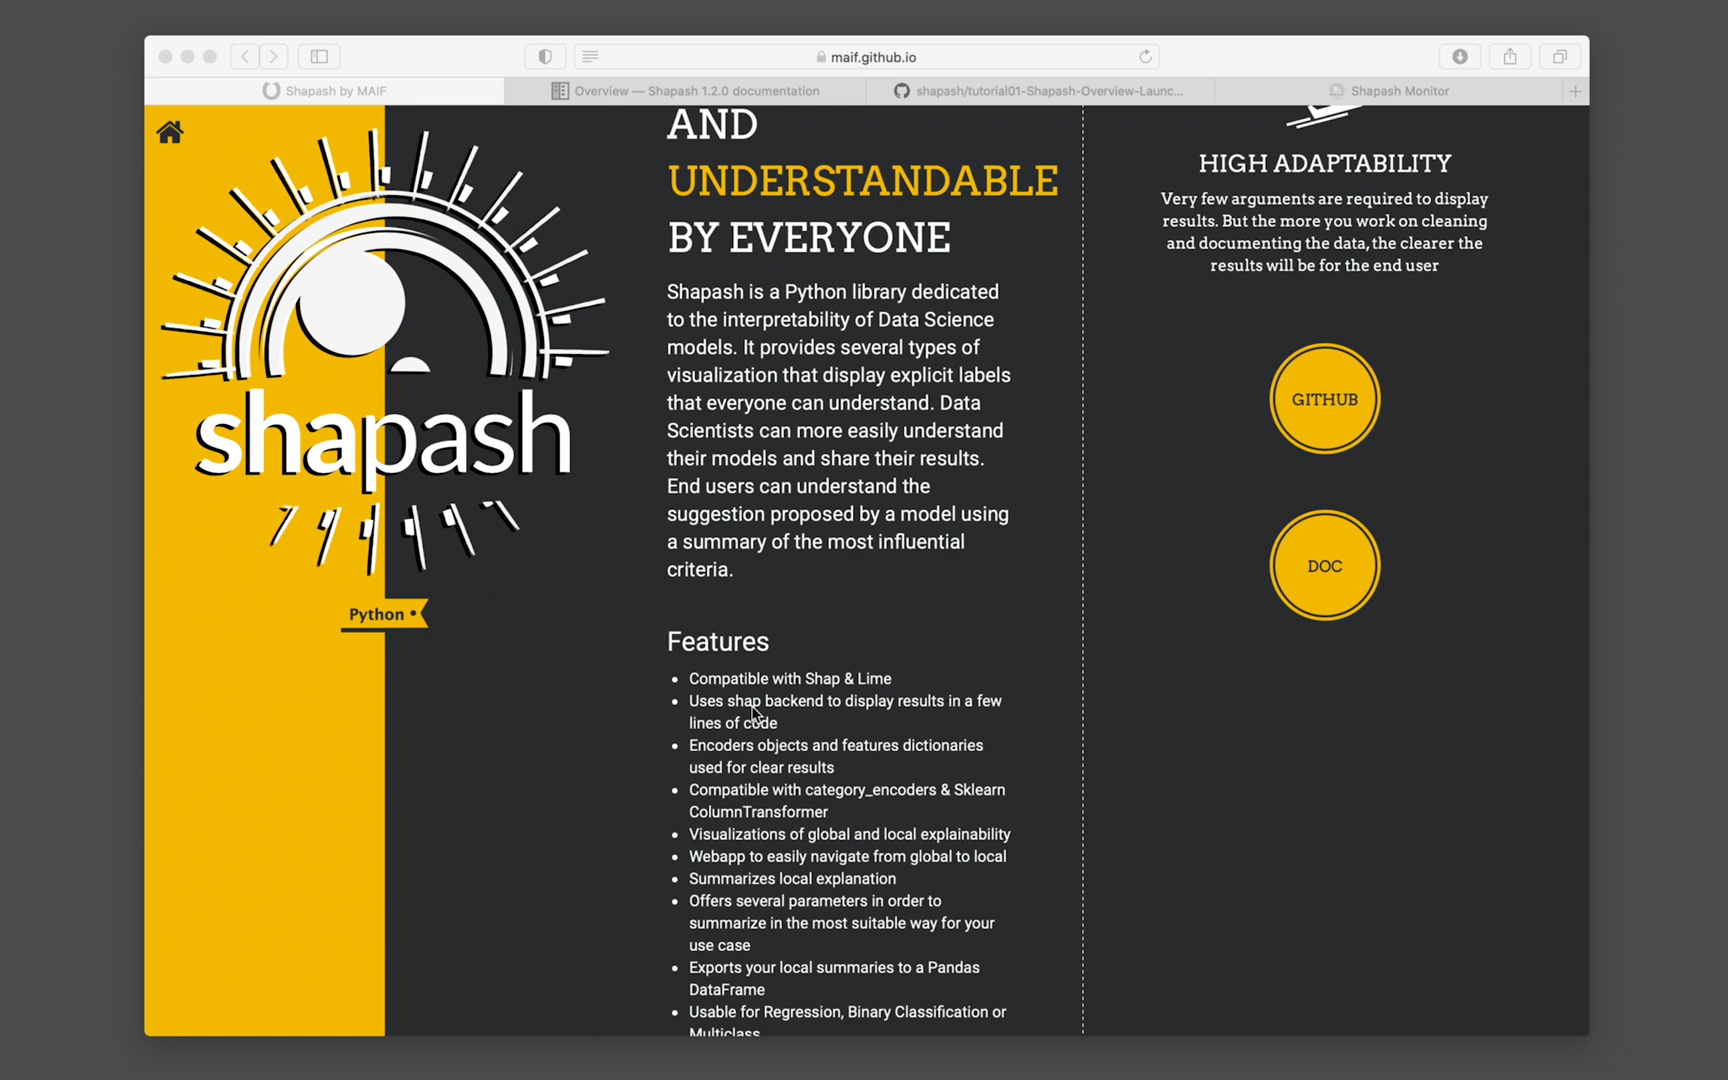 maif.github.io
Shapash by MAIF
Overview — Shapash 1.2.0 documentation
shapash/tutorial01-Shapash-Overview-Launc...
Shapash Monitor
shapash
Python
AND
UNDERSTANDABLE
BY EVERYONE
Shapash is a Python library dedicated
to the interpretability of Data Science
models. It provides several types of
visualization that display explicit labels
that everyone can understand. Data
Scientists can more easily understand
their models and share their results.
End users can understand the
suggestion proposed by a model using
a summary of the most influential
criteria.
Features
• Compatible with Shap & Lime
• Uses shap backend to display results in a few
lines of code
• Encoders objects and features dictionaries
used for clear results
• Compatible with category_encoders & Sklearn
ColumnTransformer
• Visualizations of global and local explainability
• Webapp to easily navigate from global to local
• Summarizes local explanation
• Offers several parameters in order to
summarize in the most suitable way for your
use case
• Exports your local summaries to a Pandas
DataFrame
• Usable for Regression, Binary Classification or
Multiclass
HIGH ADAPTABILITY
Very few arguments are required to display
results. But the more you work on cleaning
and documenting the data, the clearer the
results will be for the end user
GITHUB
DOC